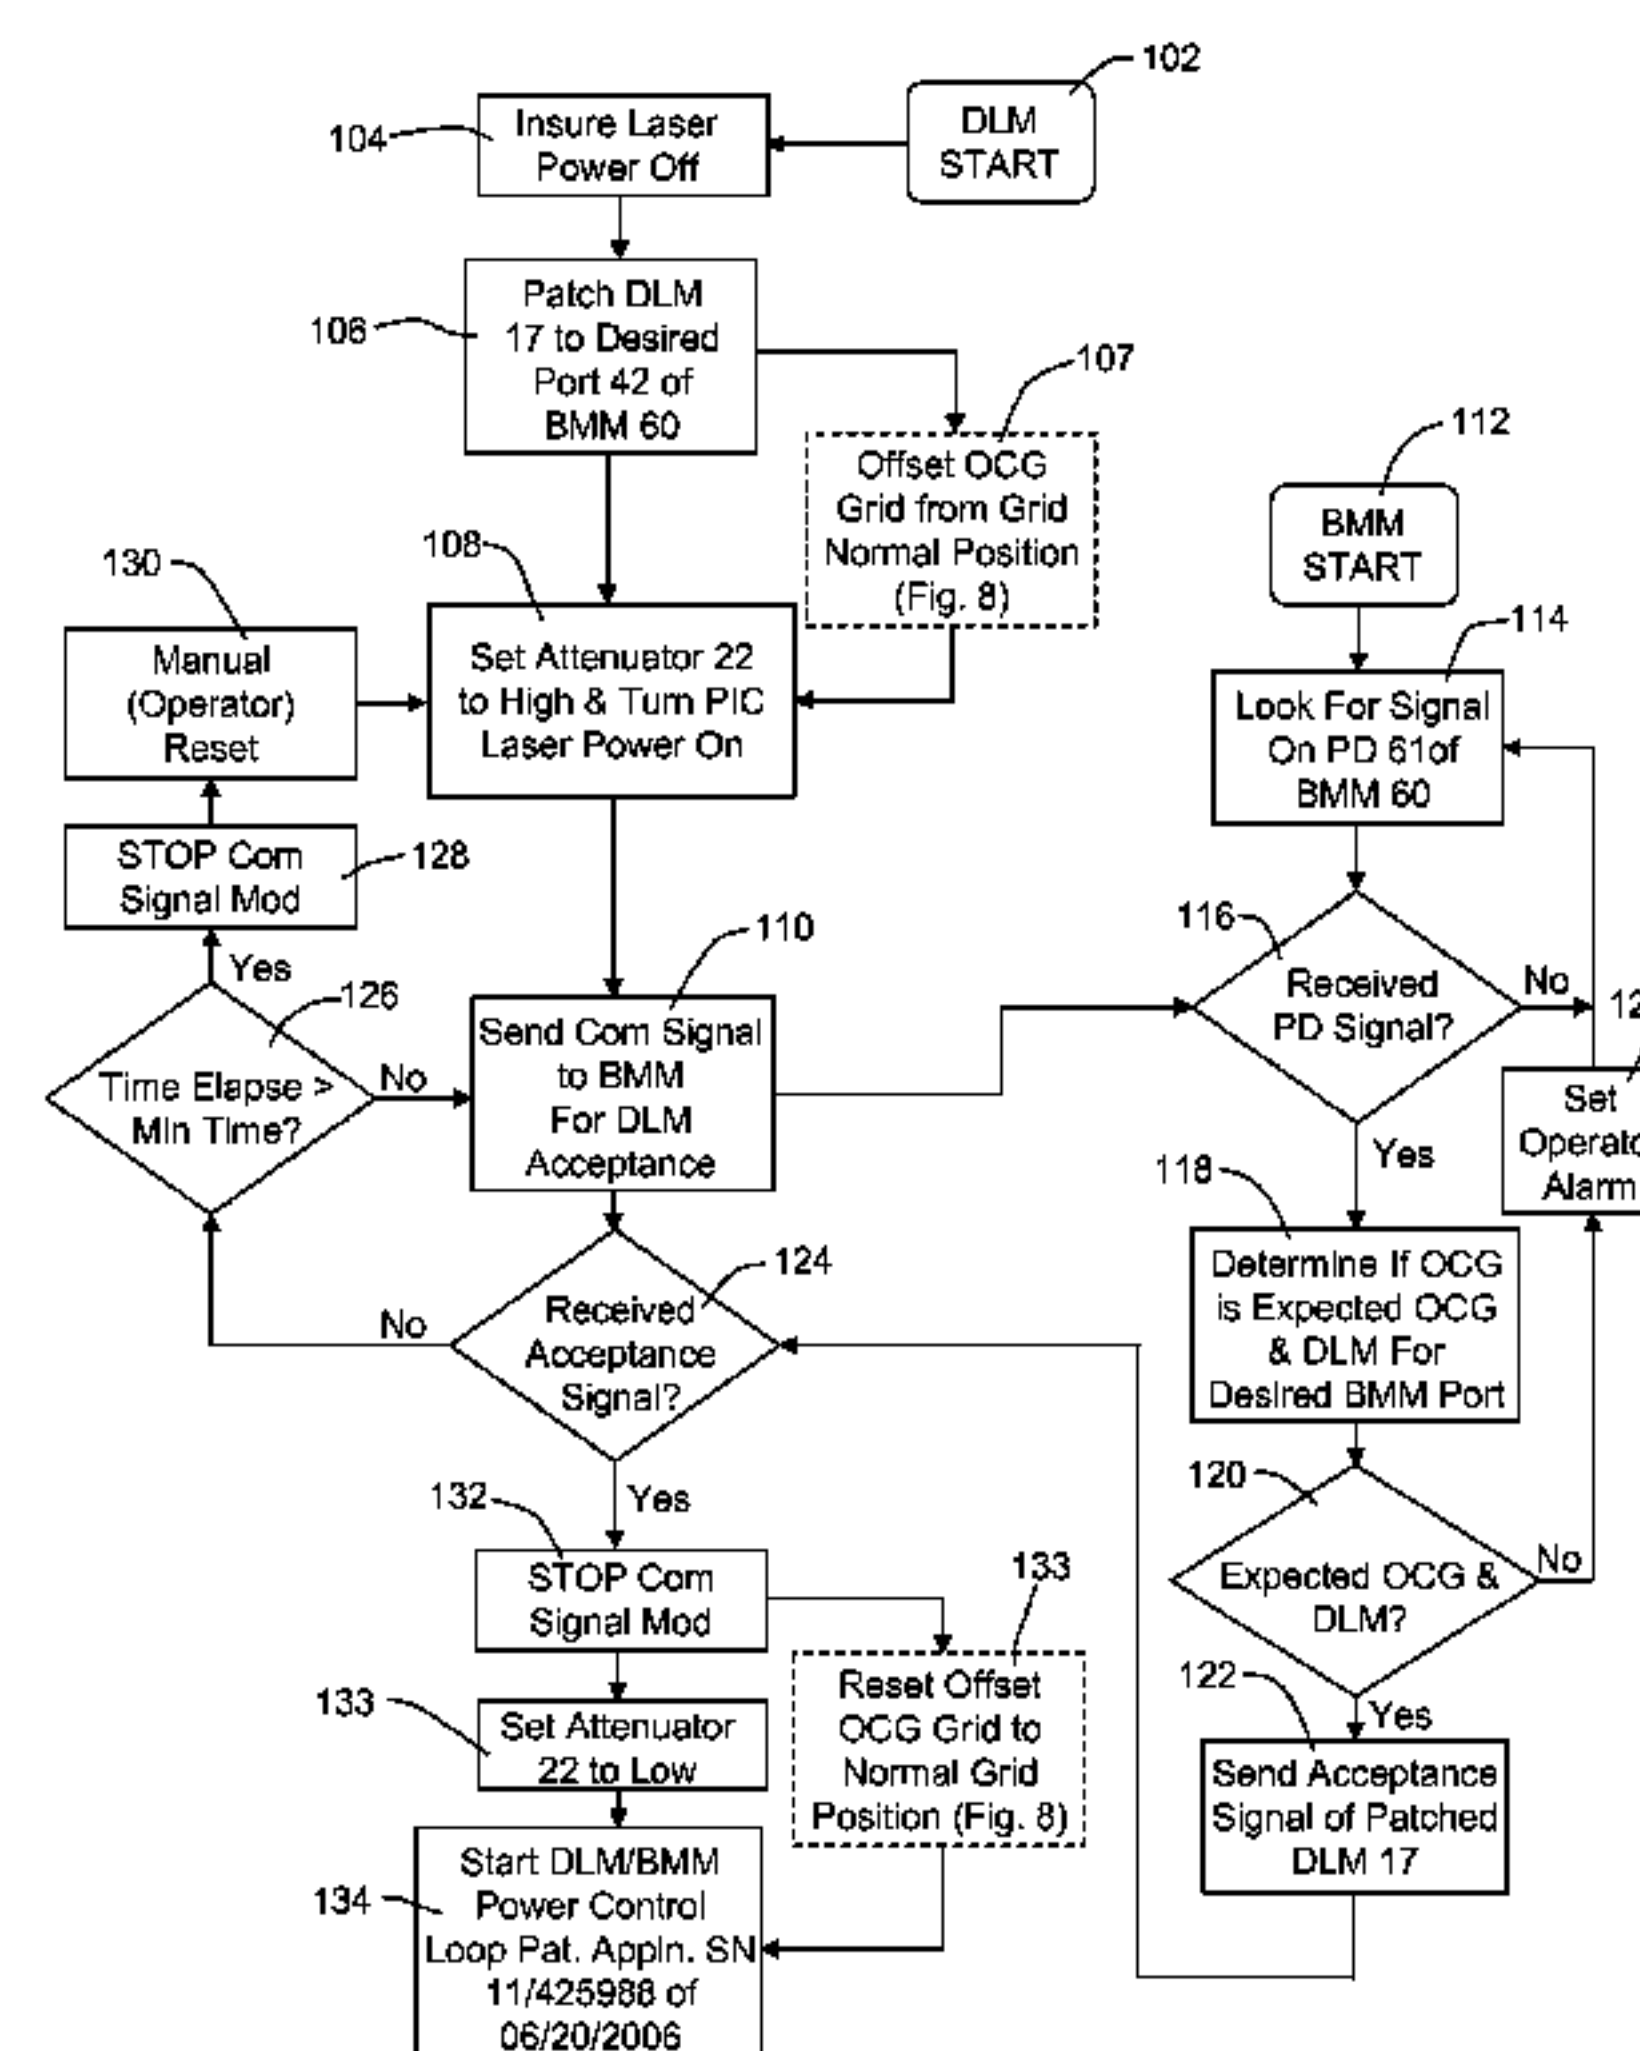 102
DLM
START
104
Insure Laser
Power Off
106
Patch DLM
17 to Desired
Port 42 of
BMM 60
107
Offset OCG
Grid from Grid
Normal Position
(Fig. 8)
108
Set Attenuator 22
to High & Turn PIC
Laser Power On
130
Manual
(Operator)
Reset
128
STOP Com
Signal Mod
Yes
126
Time Elapse >
Min Time?
No
110
Send Com Signal
to BMM
For DLM
Acceptance
124
Received
Acceptance
Signal?
No
Yes
132
STOP Com
Signal Mod
133
Set Attenuator
22 to Low
133
Reset Offset
OCG Grid to
Normal Grid
Position (Fig. 8)
134
Start DLM/BMM
Power Control
Loop Pat. Appln. SN
11/425988 of
06/20/2006
112
BMM
START
114
Look For Signal
On PD 61of
BMM 60
116
Received
PD Signal?
No
Yes
Set
Alarm
118
Determine If OCG
is Expected OCG
& DLM For
Desired BMM Port
120
Expected OCG &
DLM?
No
Yes
122
Send Acceptance
Signal of Patched
DLM 17